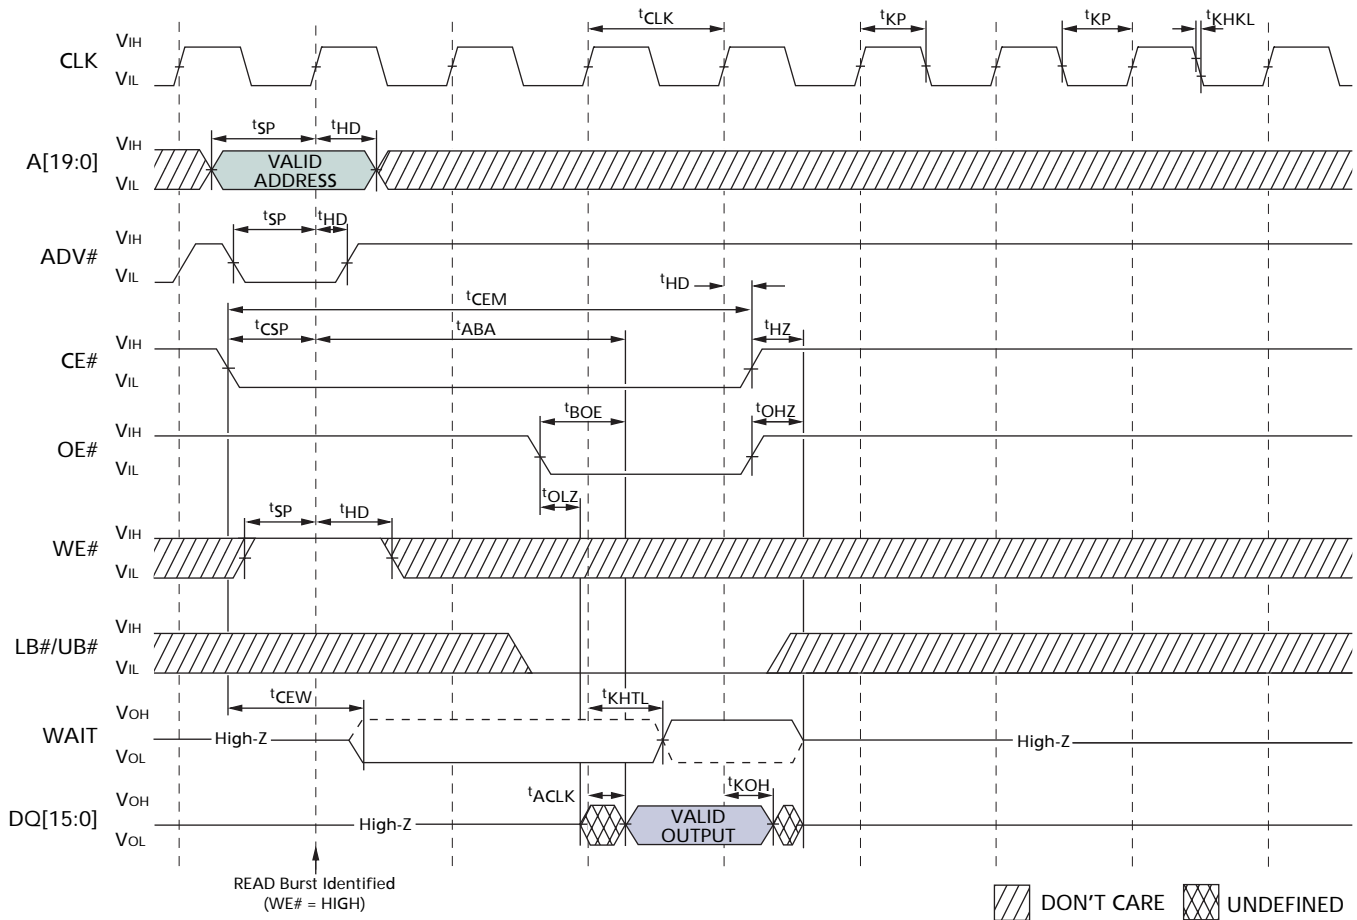 tCLK
tKP
tKP
tKHKL
CLK
VIH
VIL
tSP
tHD
A[19:0]
VIH
VIL
VALID
ADDRESS
tSP
tHD
ADV#
VIH
VIL
tHD
tCEM
tCSP
tABA
tHZ
CE#
VIH
VIL
tBOE
tOHZ
OE#
VIH
VIL
tOLZ
tSP
tHD
WE#
VIH
VIL
LB#/UB#
VIH
VIL
tCEW
tKHTL
WAIT
VOH
VOL
High-Z
High-Z
tACLK
tKOH
DQ[15:0]
VOH
VOL
High-Z
VALID
OUTPUT
READ Burst Identified
(WE# = HIGH)
DON'T CARE
UNDEFINED